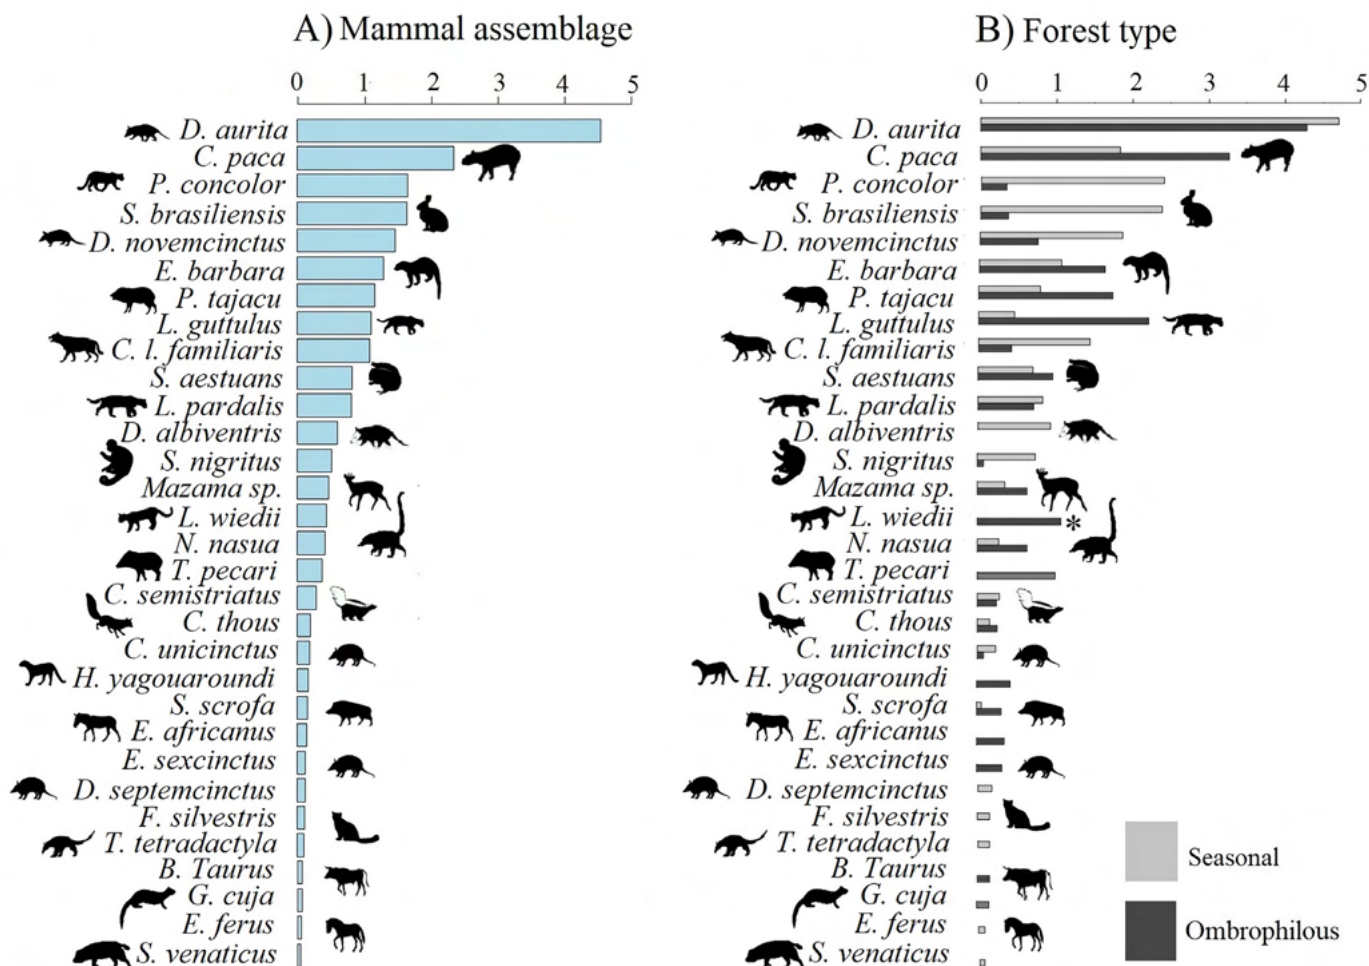 A) Mammal assemblage
0 1 2 3 4 5
D. aurita
C. paca
P. concolor
S. brasiliensis
D. novemcinctus
E. barbara
P. tajacu
L. guttulus
C. l. familiaris
S. aestuans
L. pardalis
D. albiventris
S. nigritus
Mazama sp.
L. wiedii
N. nasua
T. pecari
C. semistriatus
C. thous
C. unicinctus
H. yagouaroundi
S. scrofa
E. africanus
E. sexcinctus
D. septemcinctus
F. silvestris
T. tetradactyla
B. Taurus
G. cuja
E. ferus
S. venaticus
B) Forest type
0 1 2 3 4 5
D. aurita
C. paca
P. concolor
S. brasiliensis
D. novemcinctus
E. barbara
P. tajacu
L. guttulus
C. l. familiaris
S. aestuans
L. pardalis
D. albiventris
S. nigritus
Mazama sp.
L. wiedii *
N. nasua
T. pecari
C. semistriatus
C. thous
C. unicinctus
H. yagouaroundi
S. scrofa
E. africanus
E. sexcinctus
D. septemcinctus
F. silvestris
T. tetradactyla
B. Taurus
G. cuja
E. ferus
S. venaticus
Seasonal
Ombrophilous